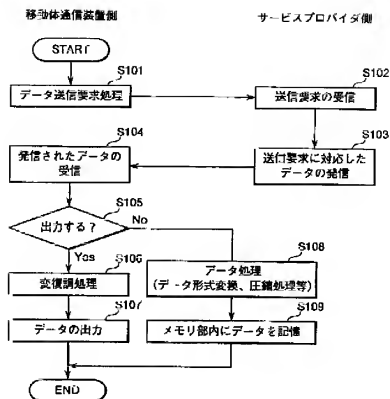 移動体通信装置側
サービスプロバイダ側
START
S101
データ送信要求処理
S102
送信要求の受信
S103
送付要求に対応した
データの発信
S104
発信されたデータの
受信
S105
出力する?
No
Yes
S106
変復調処理
S107
データの出力
S108
データ処理
(データ形式変換、圧縮処理等)
S109
メモリ部内にデータを記憶
END